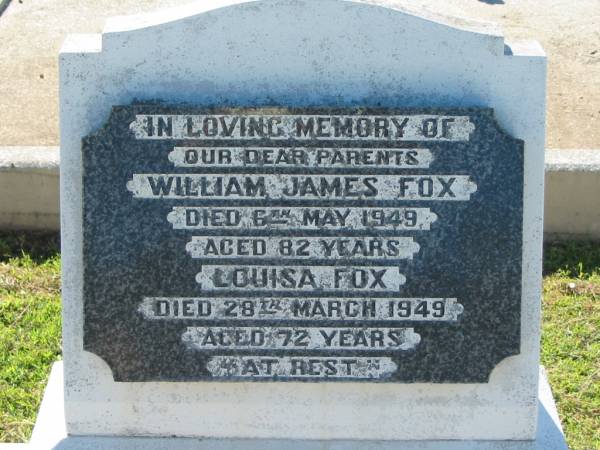 IN LOVING MEMORY OF
OUR DEAR PARENTS
WILLIAM JAMES FOX
DIED 6TH MAY 1949.
AGED 82 YEARS
LOUISA FOX
DIED 28TH MARCH 1949
AGED 72 YEARS
"AT REST"